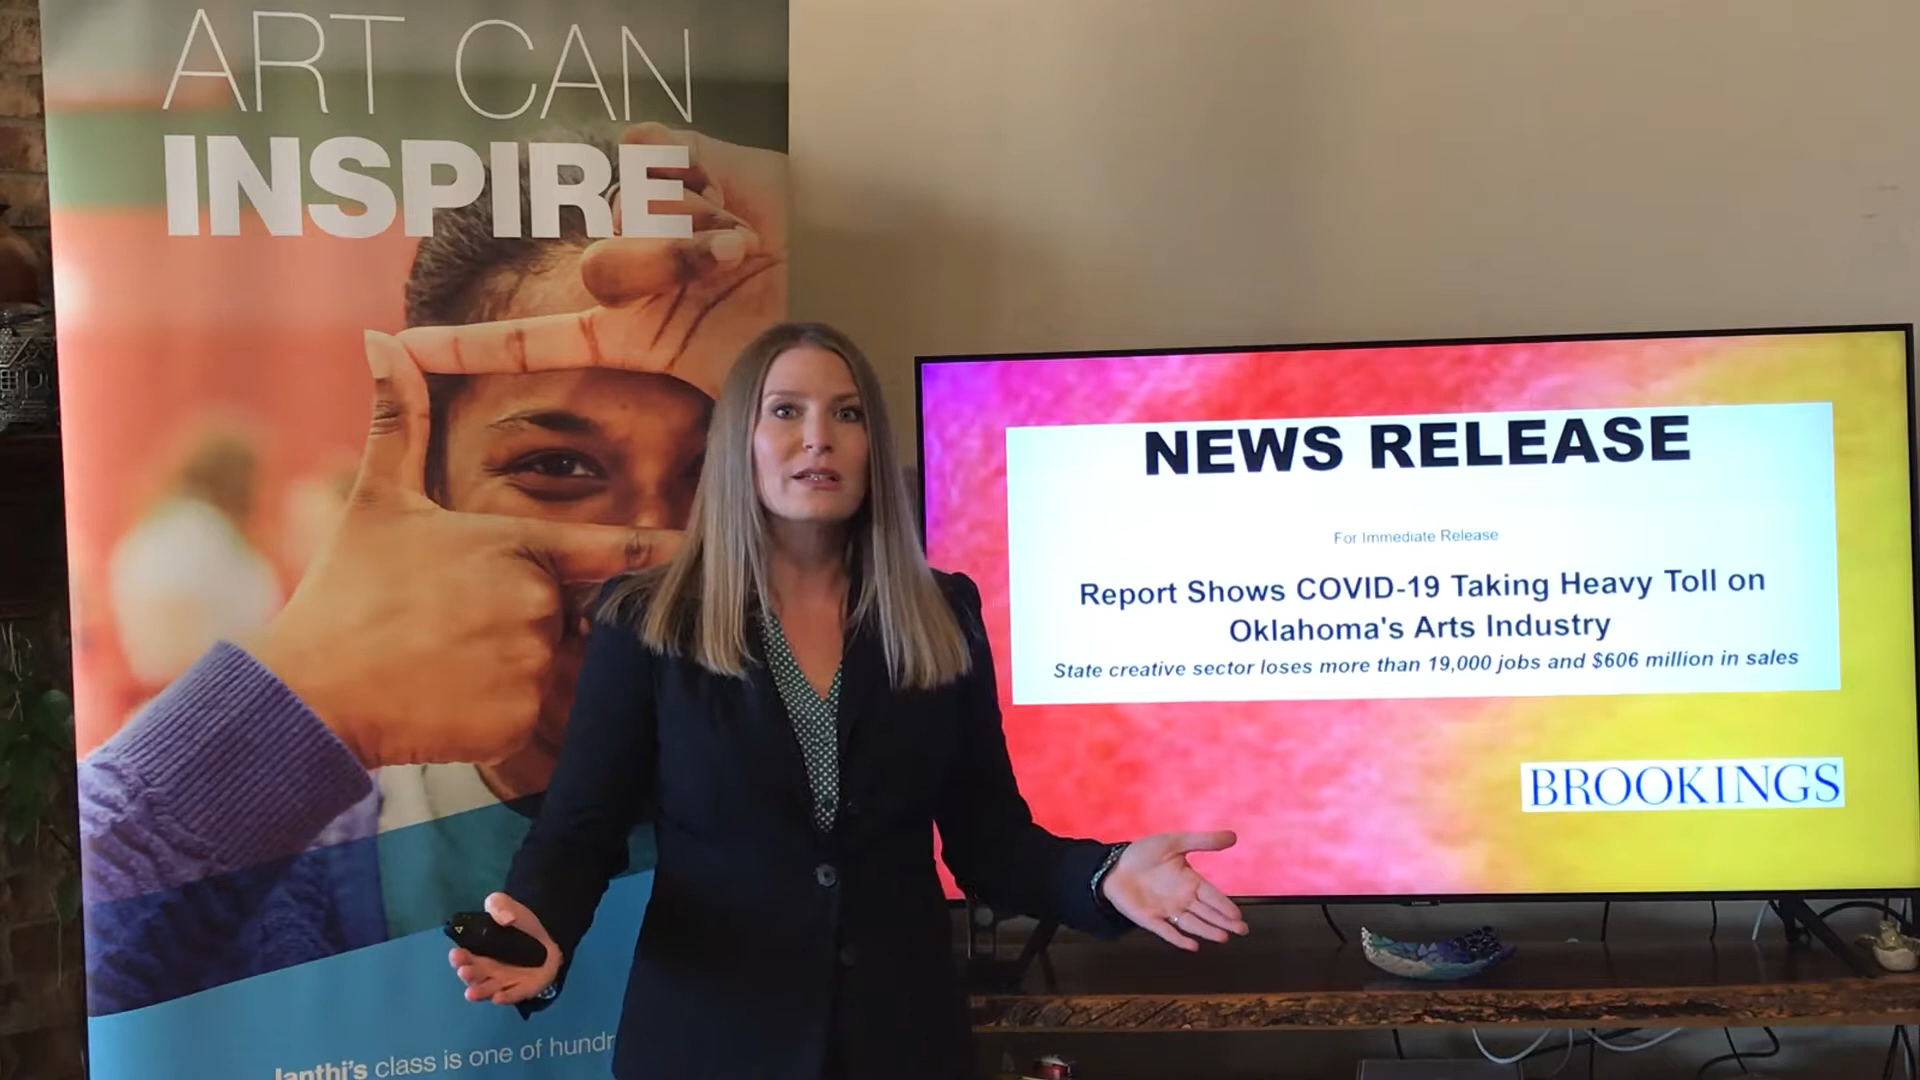 ART CAN
INSPIRE
Janthi's class is one of hundr
NEWS RELEASE
For Immediate Release
Report Shows COVID-19 Taking Heavy Toll on
Oklahoma's Arts Industry
State creative sector loses more than 19,000 jobs and $606 million in sales
BROOKINGS